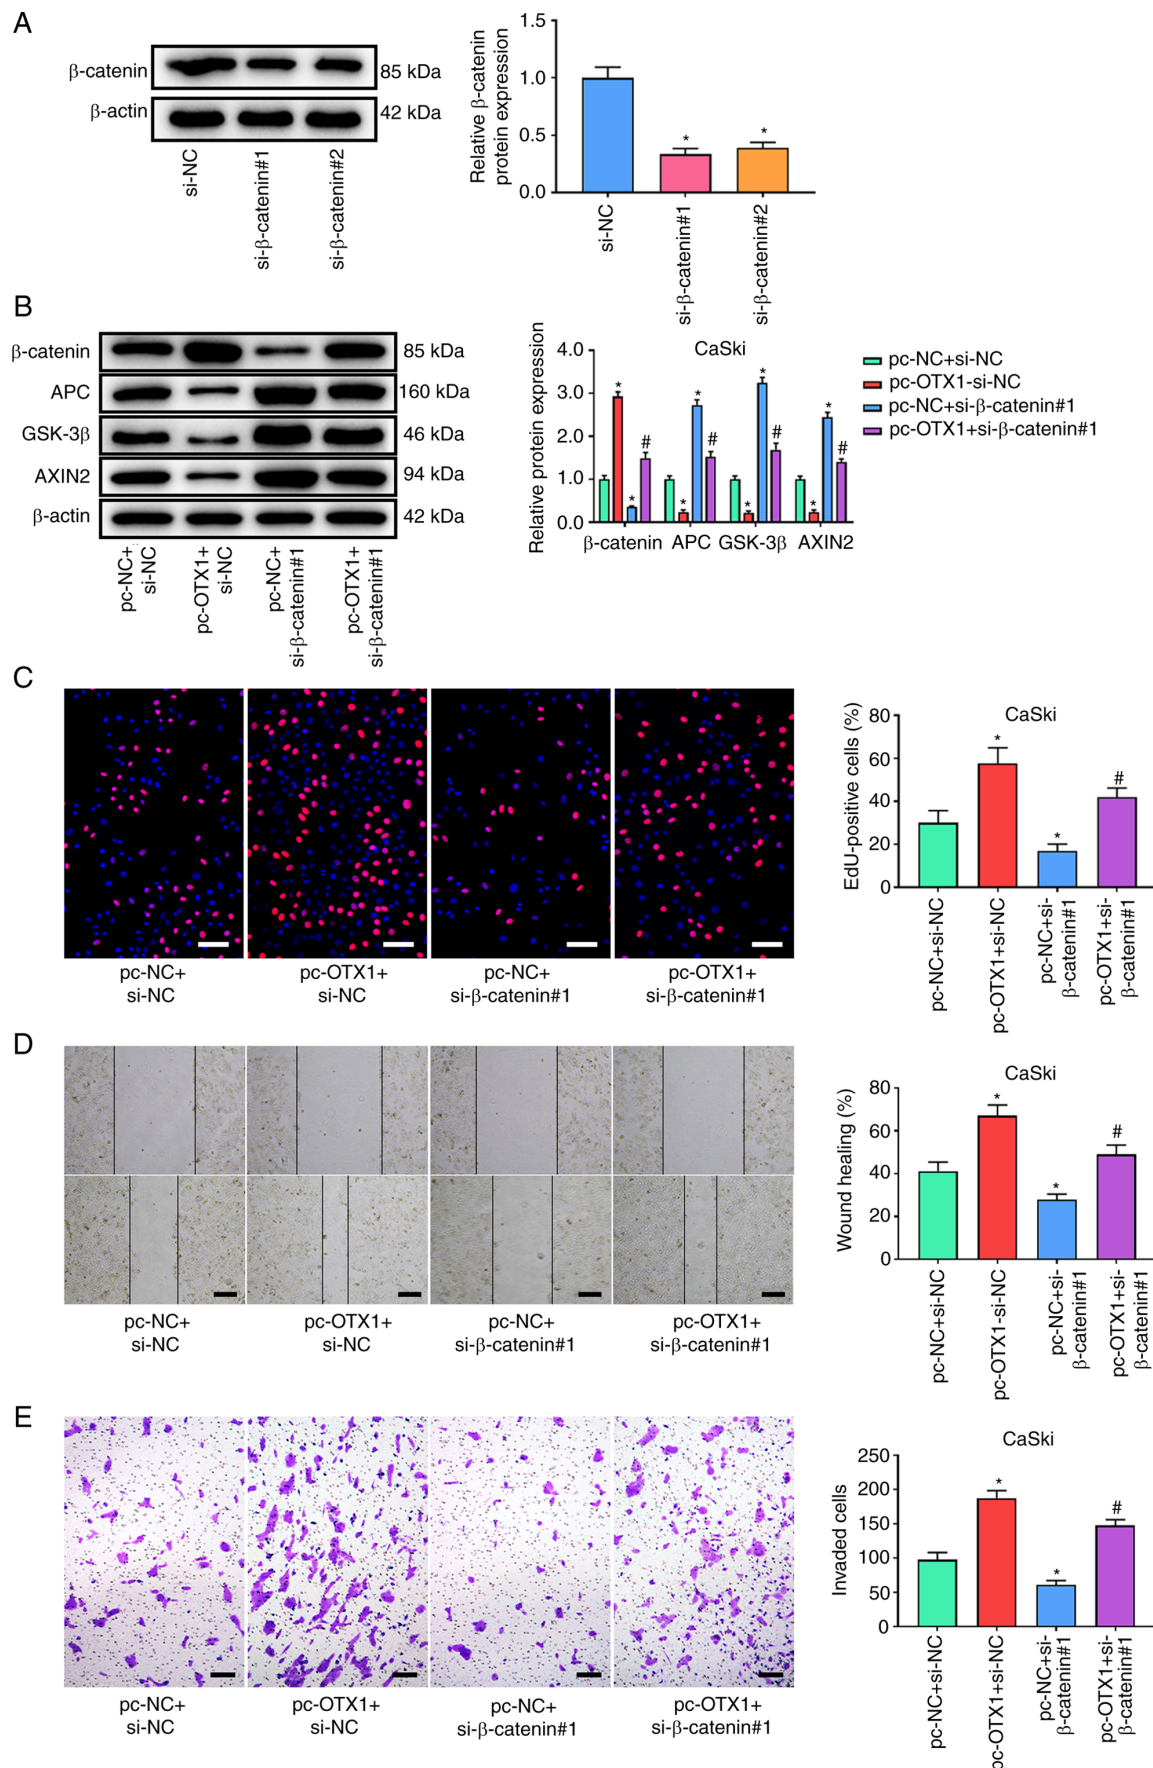 A
β-catenin
85 kDa
β-actin
42 kDa
si-NC
si-β-catenin#1
si-β-catenin#2
Relative β-catenin
protein expression
1.5
1.0
0.5
0.0
*
*
si-NC
si-β-catenin#1
si-β-catenin#2
B
β-catenin
85 kDa
APC
160 kDa
GSK-3β
46 kDa
AXIN2
94 kDa
β-actin
42 kDa
pc-NC+
si-NC
pc-OTX1+
si-NC
pc-NC+
si-β-catenin#1
pc-OTX1+
si-β-catenin#1
CaSki
Relative protein expression
4.0
3.0
2.0
1.0
0.0
* * #
* * #
* * #
* * #
β-catenin APC GSK-3β AXIN2
pc-NC+si-NC
pc-OTX1-si-NC
pc-NC+si-β-catenin#1
pc-OTX1+si-β-catenin#1
C
pc-NC+
si-NC
pc-OTX1+
si-NC
pc-NC+
si-β-catenin#1
pc-OTX1+
si-β-catenin#1
CaSki
EdU-positive cells (%)
80
60
40
20
0
*
*
#
pc-NC+si-NC
pc-OTX1+si-NC
pc-NC+si-
β-catenin#1
pc-OTX1+si-
β-catenin#1
D
pc-NC+
si-NC
pc-OTX1+
si-NC
pc-NC+
si-β-catenin#1
pc-OTX1+
si-β-catenin#1
CaSki
Wound healing (%)
80
60
40
20
0
*
*
#
pc-NC+si-NC
pc-OTX1-si-NC
pc-NC+si-
β-catenin#1
pc-OTX1+si-
β-catenin#1
E
pc-NC+
si-NC
pc-OTX1+
si-NC
pc-NC+
si-β-catenin#1
pc-OTX1+
si-β-catenin#1
CaSki
Invaded cells
250
200
150
100
50
0
*
*
#
pc-NC+si-NC
pc-OTX1+si-NC
pc-NC+si-
β-catenin#1
pc-OTX1+si-
β-catenin#1